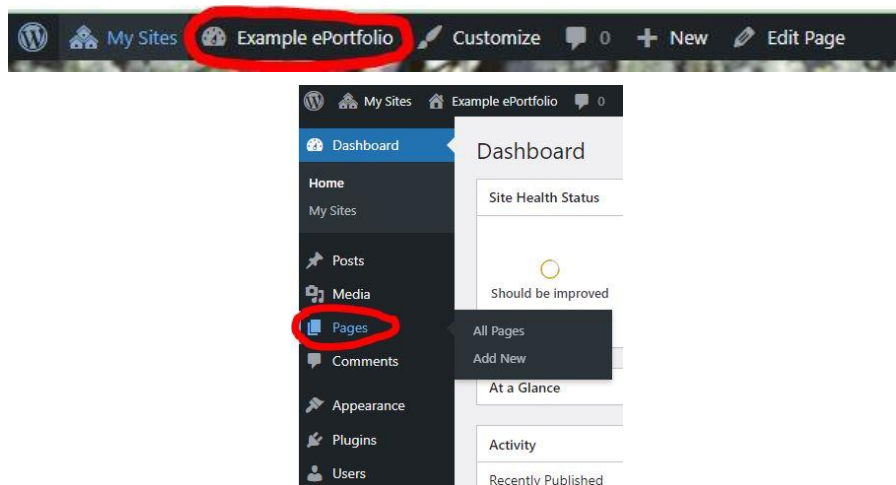 My Sites Example ePortfolio Customize 0 New Edit Page
My Sites Example ePortfolio 0
Dashboard
Home
My Sites
Posts
Media
Pages
Comments
Appearance
Plugins
Users
Dashboard
Site Health Status
Should be improved
All Pages
Add New
At a Glance
Activity
Recently Published